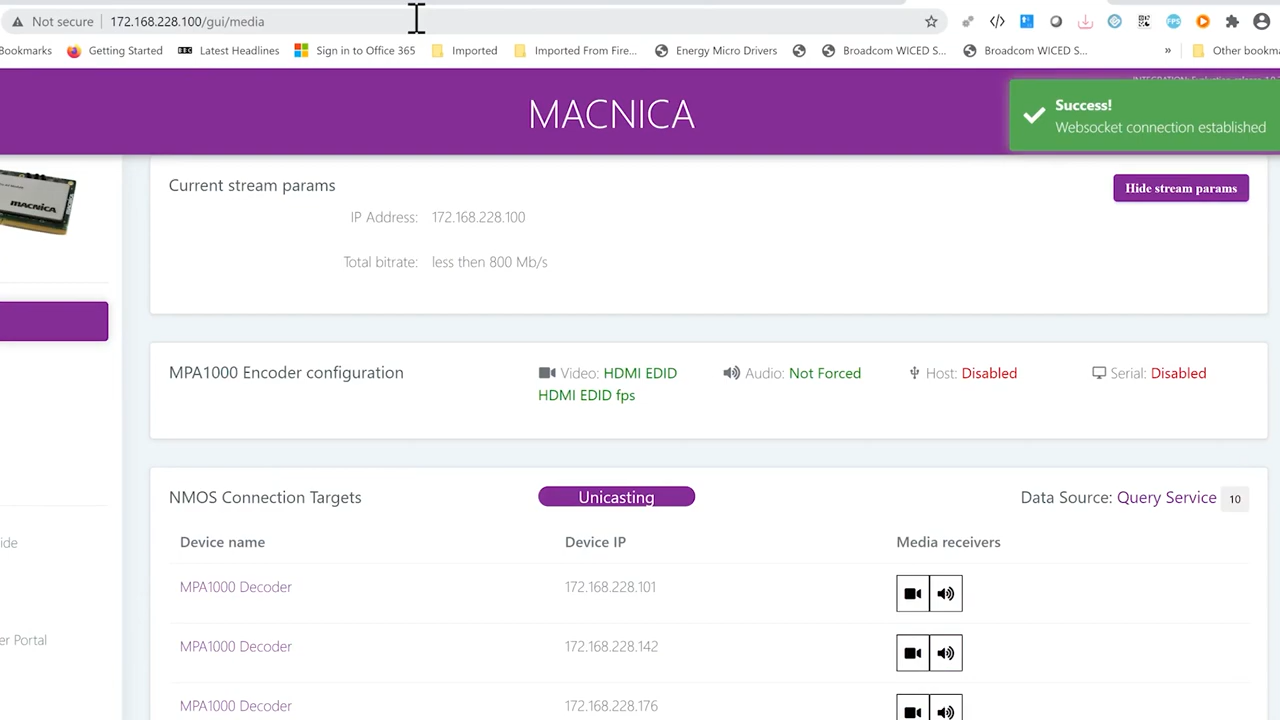 Not secure 172.168.228.100/gui/media
Bookmarks Getting Started BBC Latest Headlines Sign in to Office 365 Imported Imported From Fire... Energy Micro Drivers Broadcom WICED S... Broadcom WICED S... » Other bookma
MACNICA
Success!
Websocket connection established
MACNICA
Current stream params
Hide stream params
IP Address: 172.168.228.100
Total bitrate: less then 800 Mb/s
MPA1000 Encoder configuration
Video: HDMI EDID
HDMI EDID fps
Audio: Not Forced
Host: Disabled
Serial: Disabled
NMOS Connection Targets Unicasting Data Source: Query Service 10
Device name Device IP Media receivers
ide
MPA1000 Decoder 172.168.228.101
er Portal
MPA1000 Decoder 172.168.228.142
MPA1000 Decoder 172.168.228.176